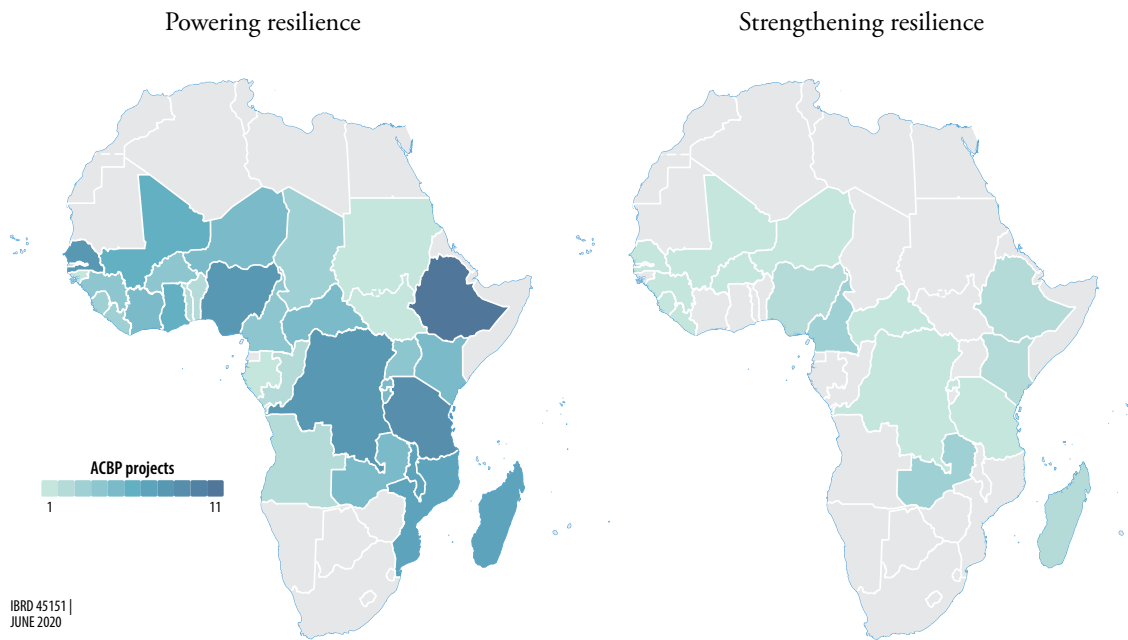 Powering resilience
Strengthening resilience
ACBP projects
1 11
IBRD 45151 |
JUNE 2020